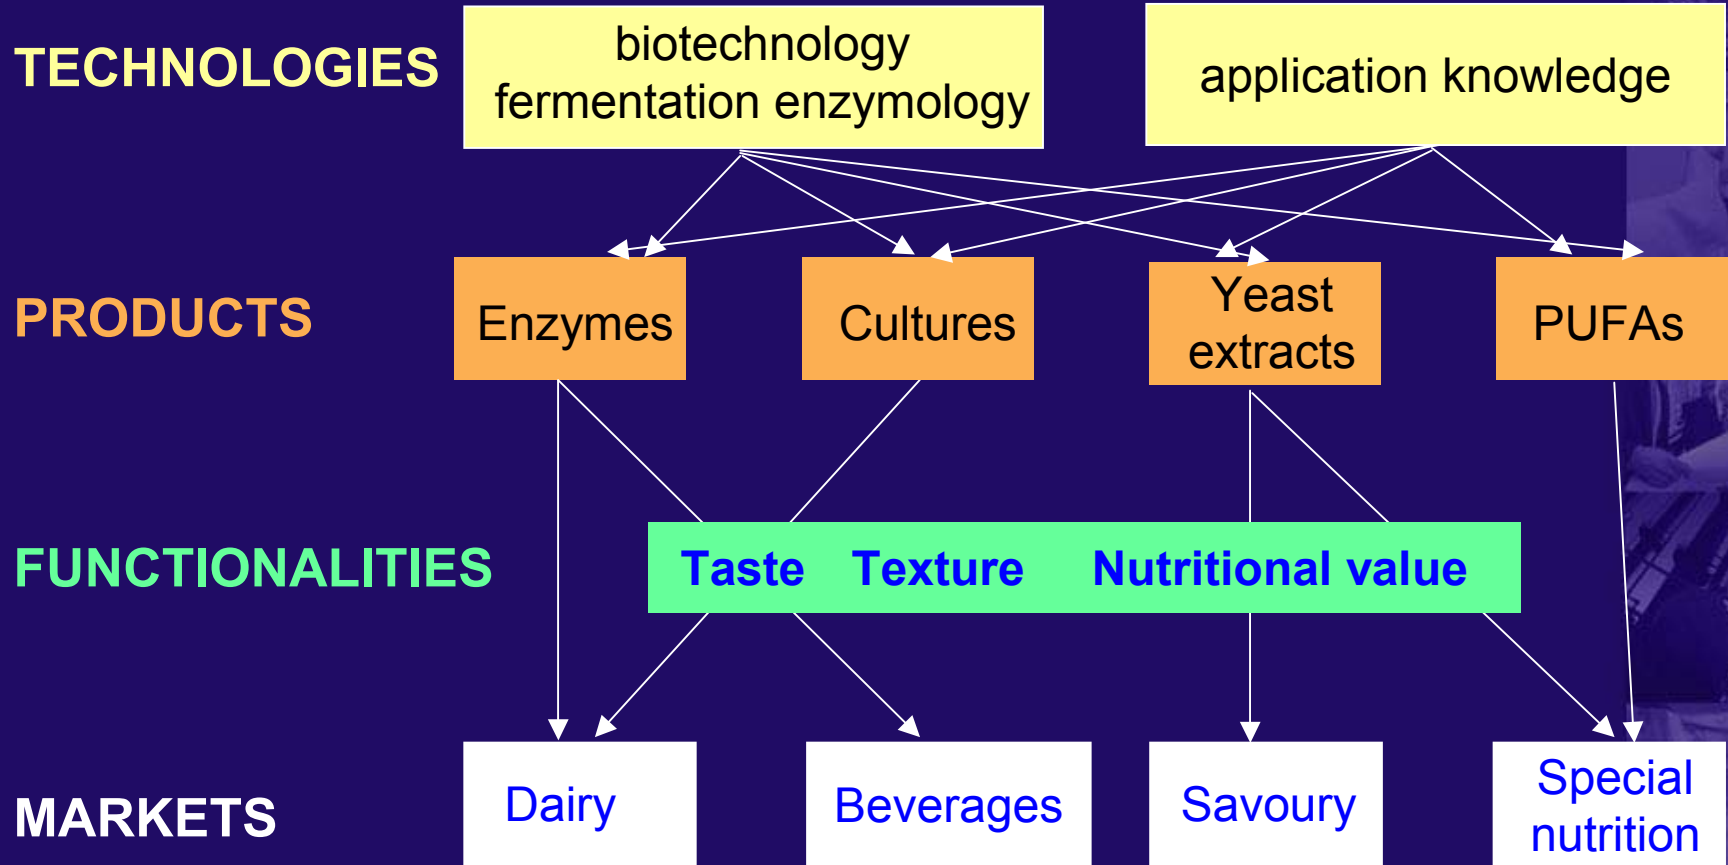 TECHNOLOGIES
biotechnology
fermentation enzymology
application knowledge
PRODUCTS
Enzymes
Cultures
Yeast
extracts
PUFAs
FUNCTIONALITIES
Taste Texture Nutritional value
MARKETS
Dairy
Beverages
Savoury
Special
nutrition